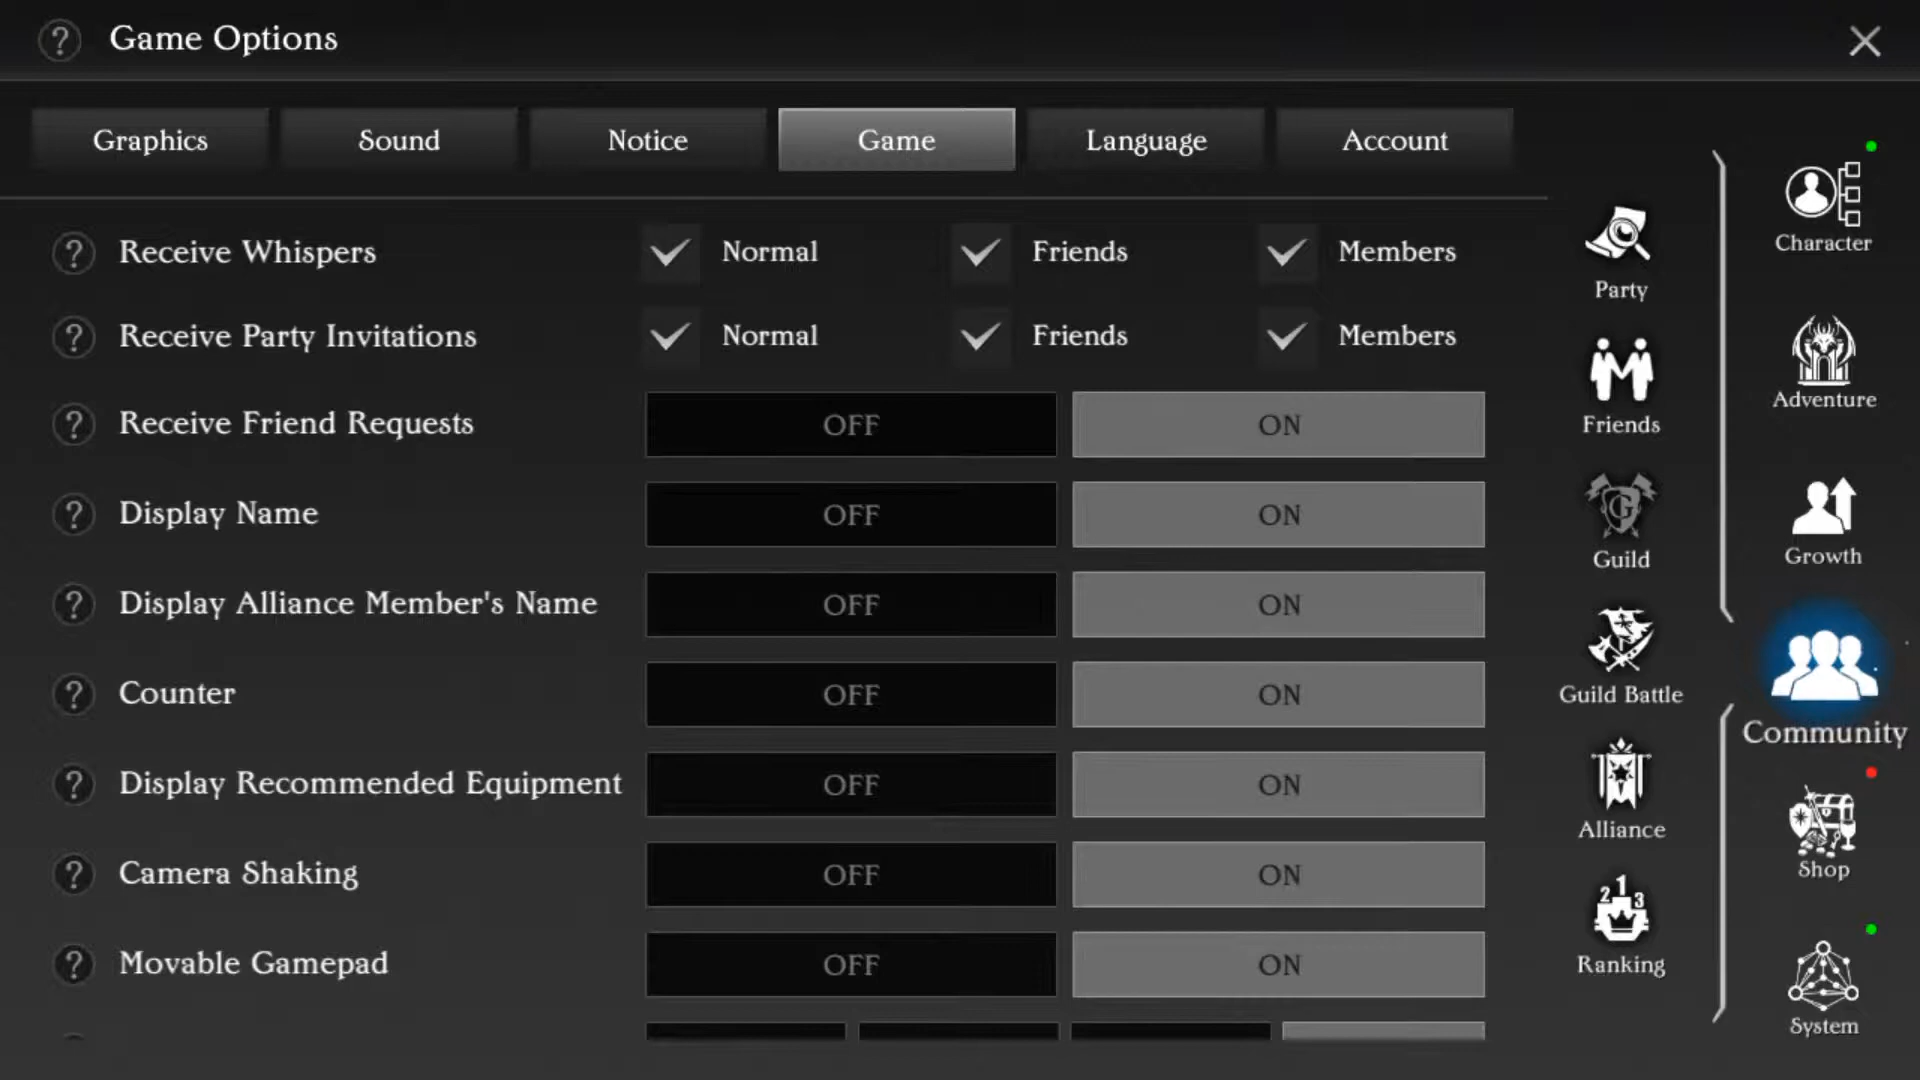 Game Options
Graphics Sound Notice Game Language Account
Receive Whispers Normal Friends Members
Receive Party Invitations Normal Friends Members
Receive Friend Requests OFF ON
Display Name OFF ON
Display Alliance Member's Name OFF ON
Counter OFF ON
Display Recommended Equipment OFF ON
Camera Shaking OFF ON
Movable Gamepad OFF ON
Party
Friends
Guild
Guild Battle
Alliance
Ranking
Character
Adventure
Growth
Community
Shop
System